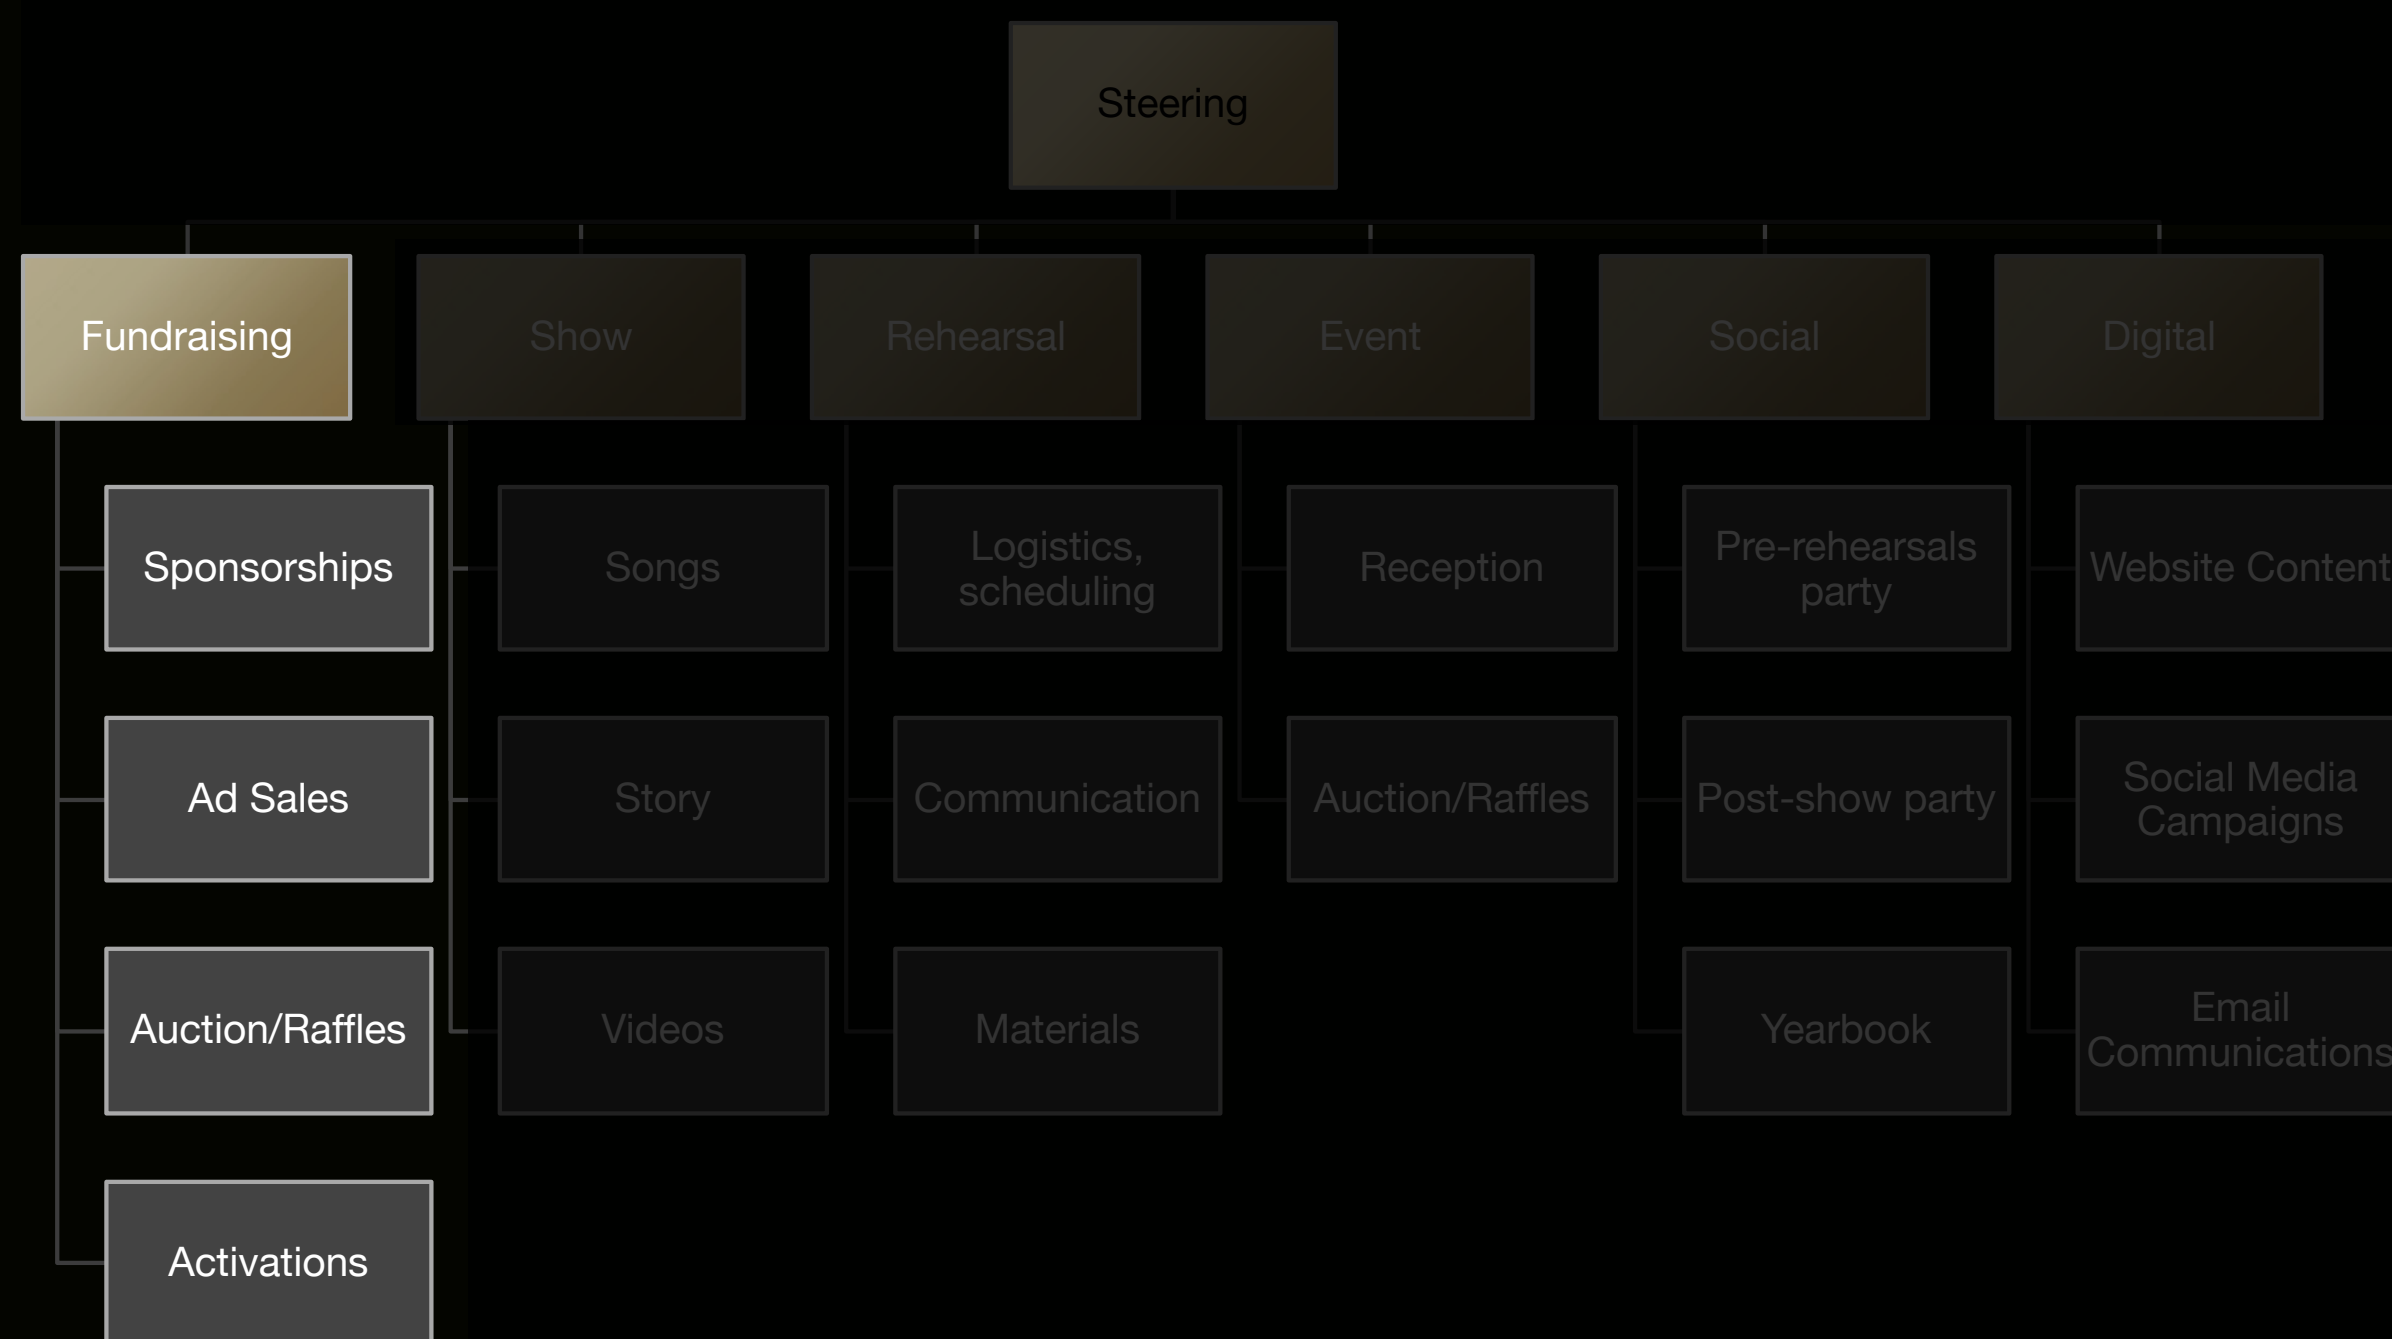 Steering
Fundraising
Show
Rehearsal
Event
Social
Digital
Sponsorships
Songs
Logistics,
scheduling
Reception
Pre-rehearsals
party
Website Content
Ad Sales
Story
Communication
Auction/Raffles
Post-show party
Social Media
Campaigns
Auction/Raffles
Videos
Materials
Yearbook
Email
Communications
Activations